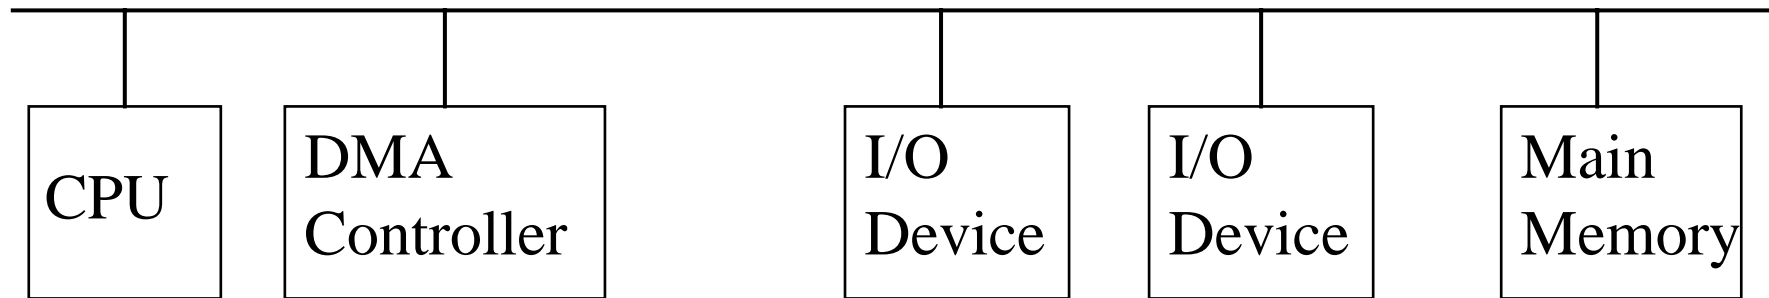 CPU
DMA
Controller
I/O
Device
I/O
Device
Main
Memory